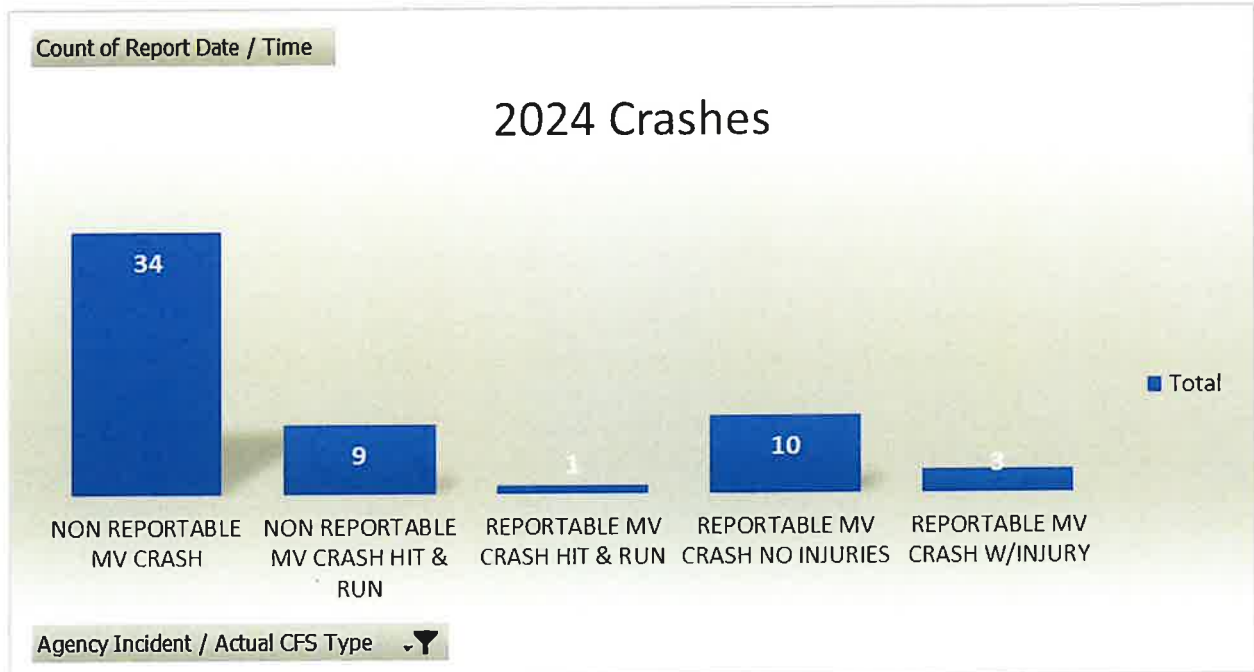 Count of Report Date / Time
2024 Crashes
34
9
1
10
3
Total
NON REPORTABLE
MV CRASH
NON REPORTABLE
MV CRASH HIT &
RUN
REPORTABLE MV
CRASH HIT & RUN
REPORTABLE MV
CRASH NO INJURIES
REPORTABLE MV
CRASH W/INJURY
Agency Incident / Actual CFS Type